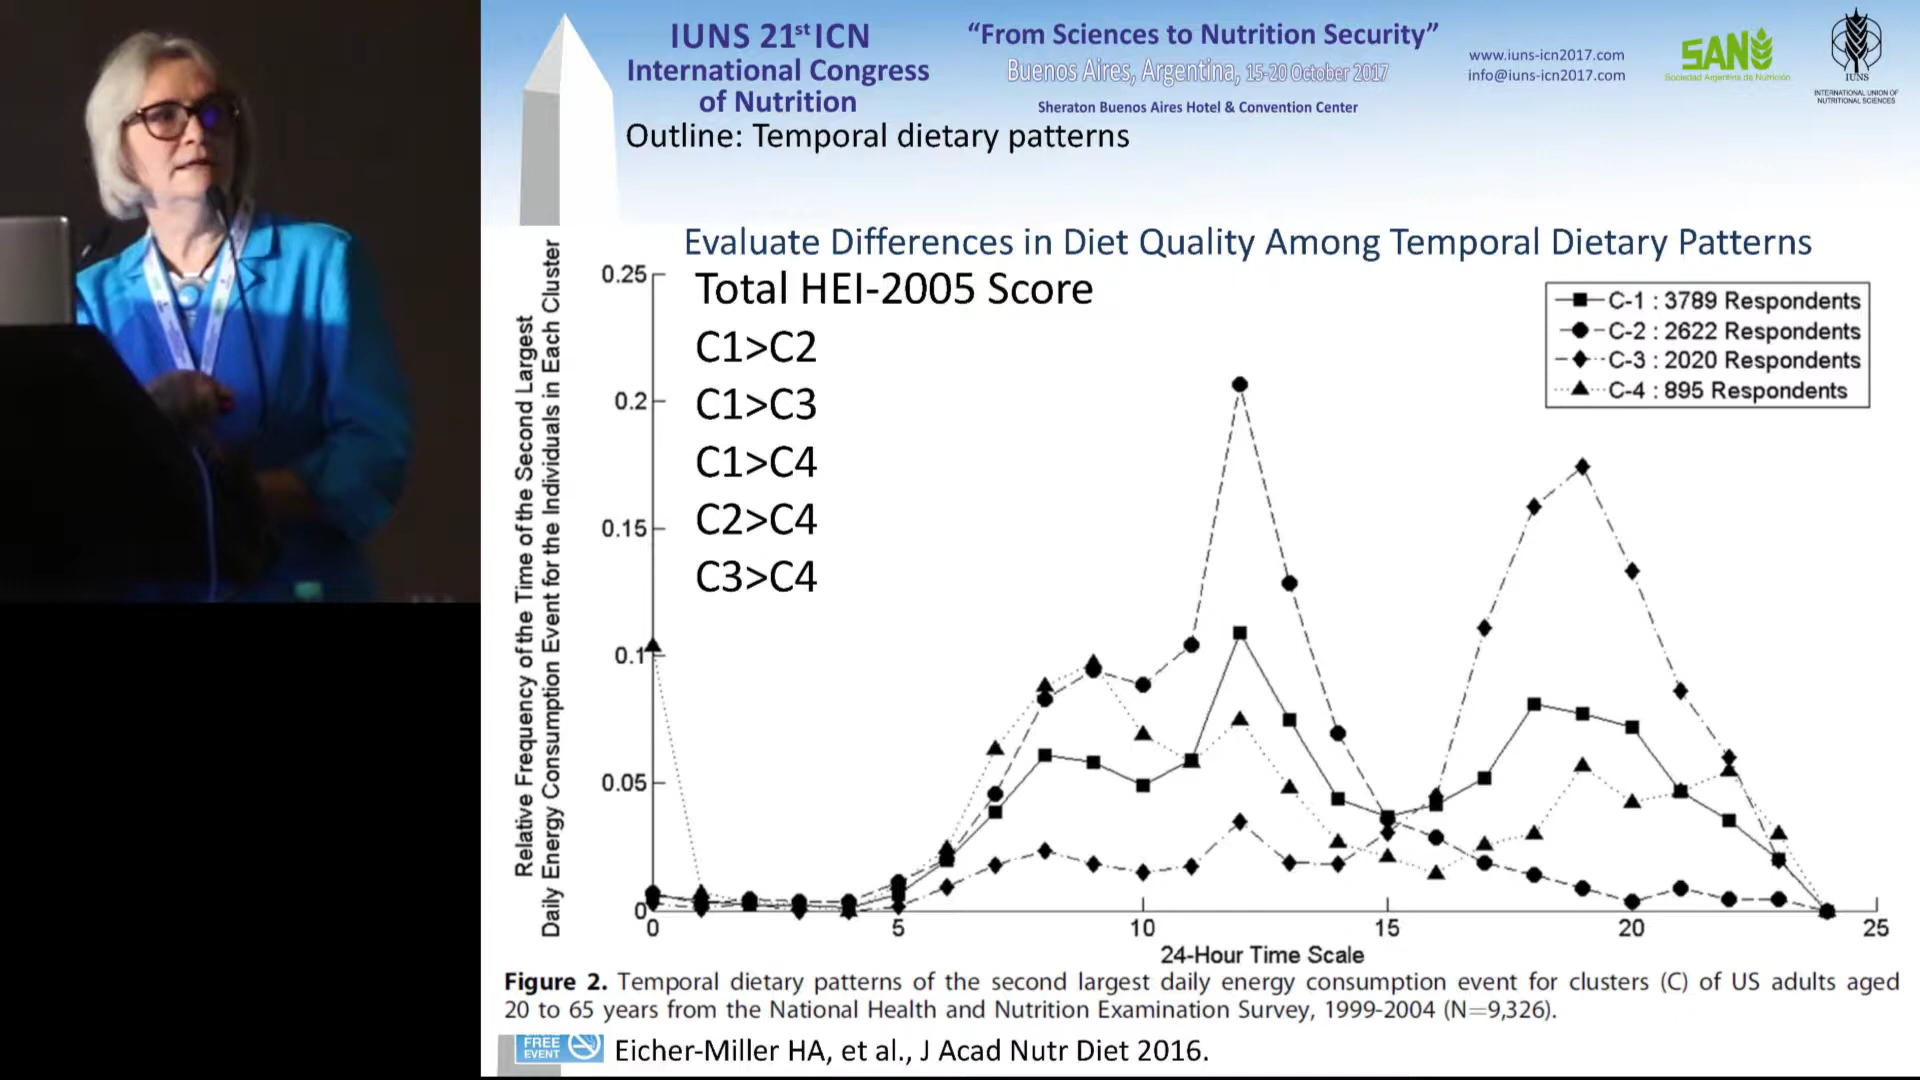 IUNS 21st ICN
International Congress
of Nutrition
“From Sciences to Nutrition Security”
Buenos Aires, Argentina, 15-20 October 2017
Sheraton Buenos Aires Hotel & Convention Center
www.iuns-icn2017.com
info@iuns-icn2017.com
SAN
Sociedad Argentina de Nutrición
IUNS
INTERNATIONAL UNION OF
NUTRITIONAL SCIENCES
Outline: Temporal dietary patterns
Evaluate Differences in Diet Quality Among Temporal Dietary Patterns
Total HEI-2005 Score
C1>C2
C1>C3
C1>C4
C2>C4
C3>C4
C-1 : 3789 Respondents
C-2 : 2622 Respondents
C-3 : 2020 Respondents
C-4 : 895 Respondents
Relative Frequency of the Time of the Second Largest
Daily Energy Consumption Event for the Individuals in Each Cluster
0.25
0.2
0.15
0.1
0.05
0
0 5 10 15 20 25
24-Hour Time Scale
Figure 2. Temporal dietary patterns of the second largest daily energy consumption event for clusters (C) of US adults aged
20 to 65 years from the National Health and Nutrition Examination Survey, 1999-2004 (N=9,326).
FREE
EVENT
Eicher-Miller HA, et al., J Acad Nutr Diet 2016.